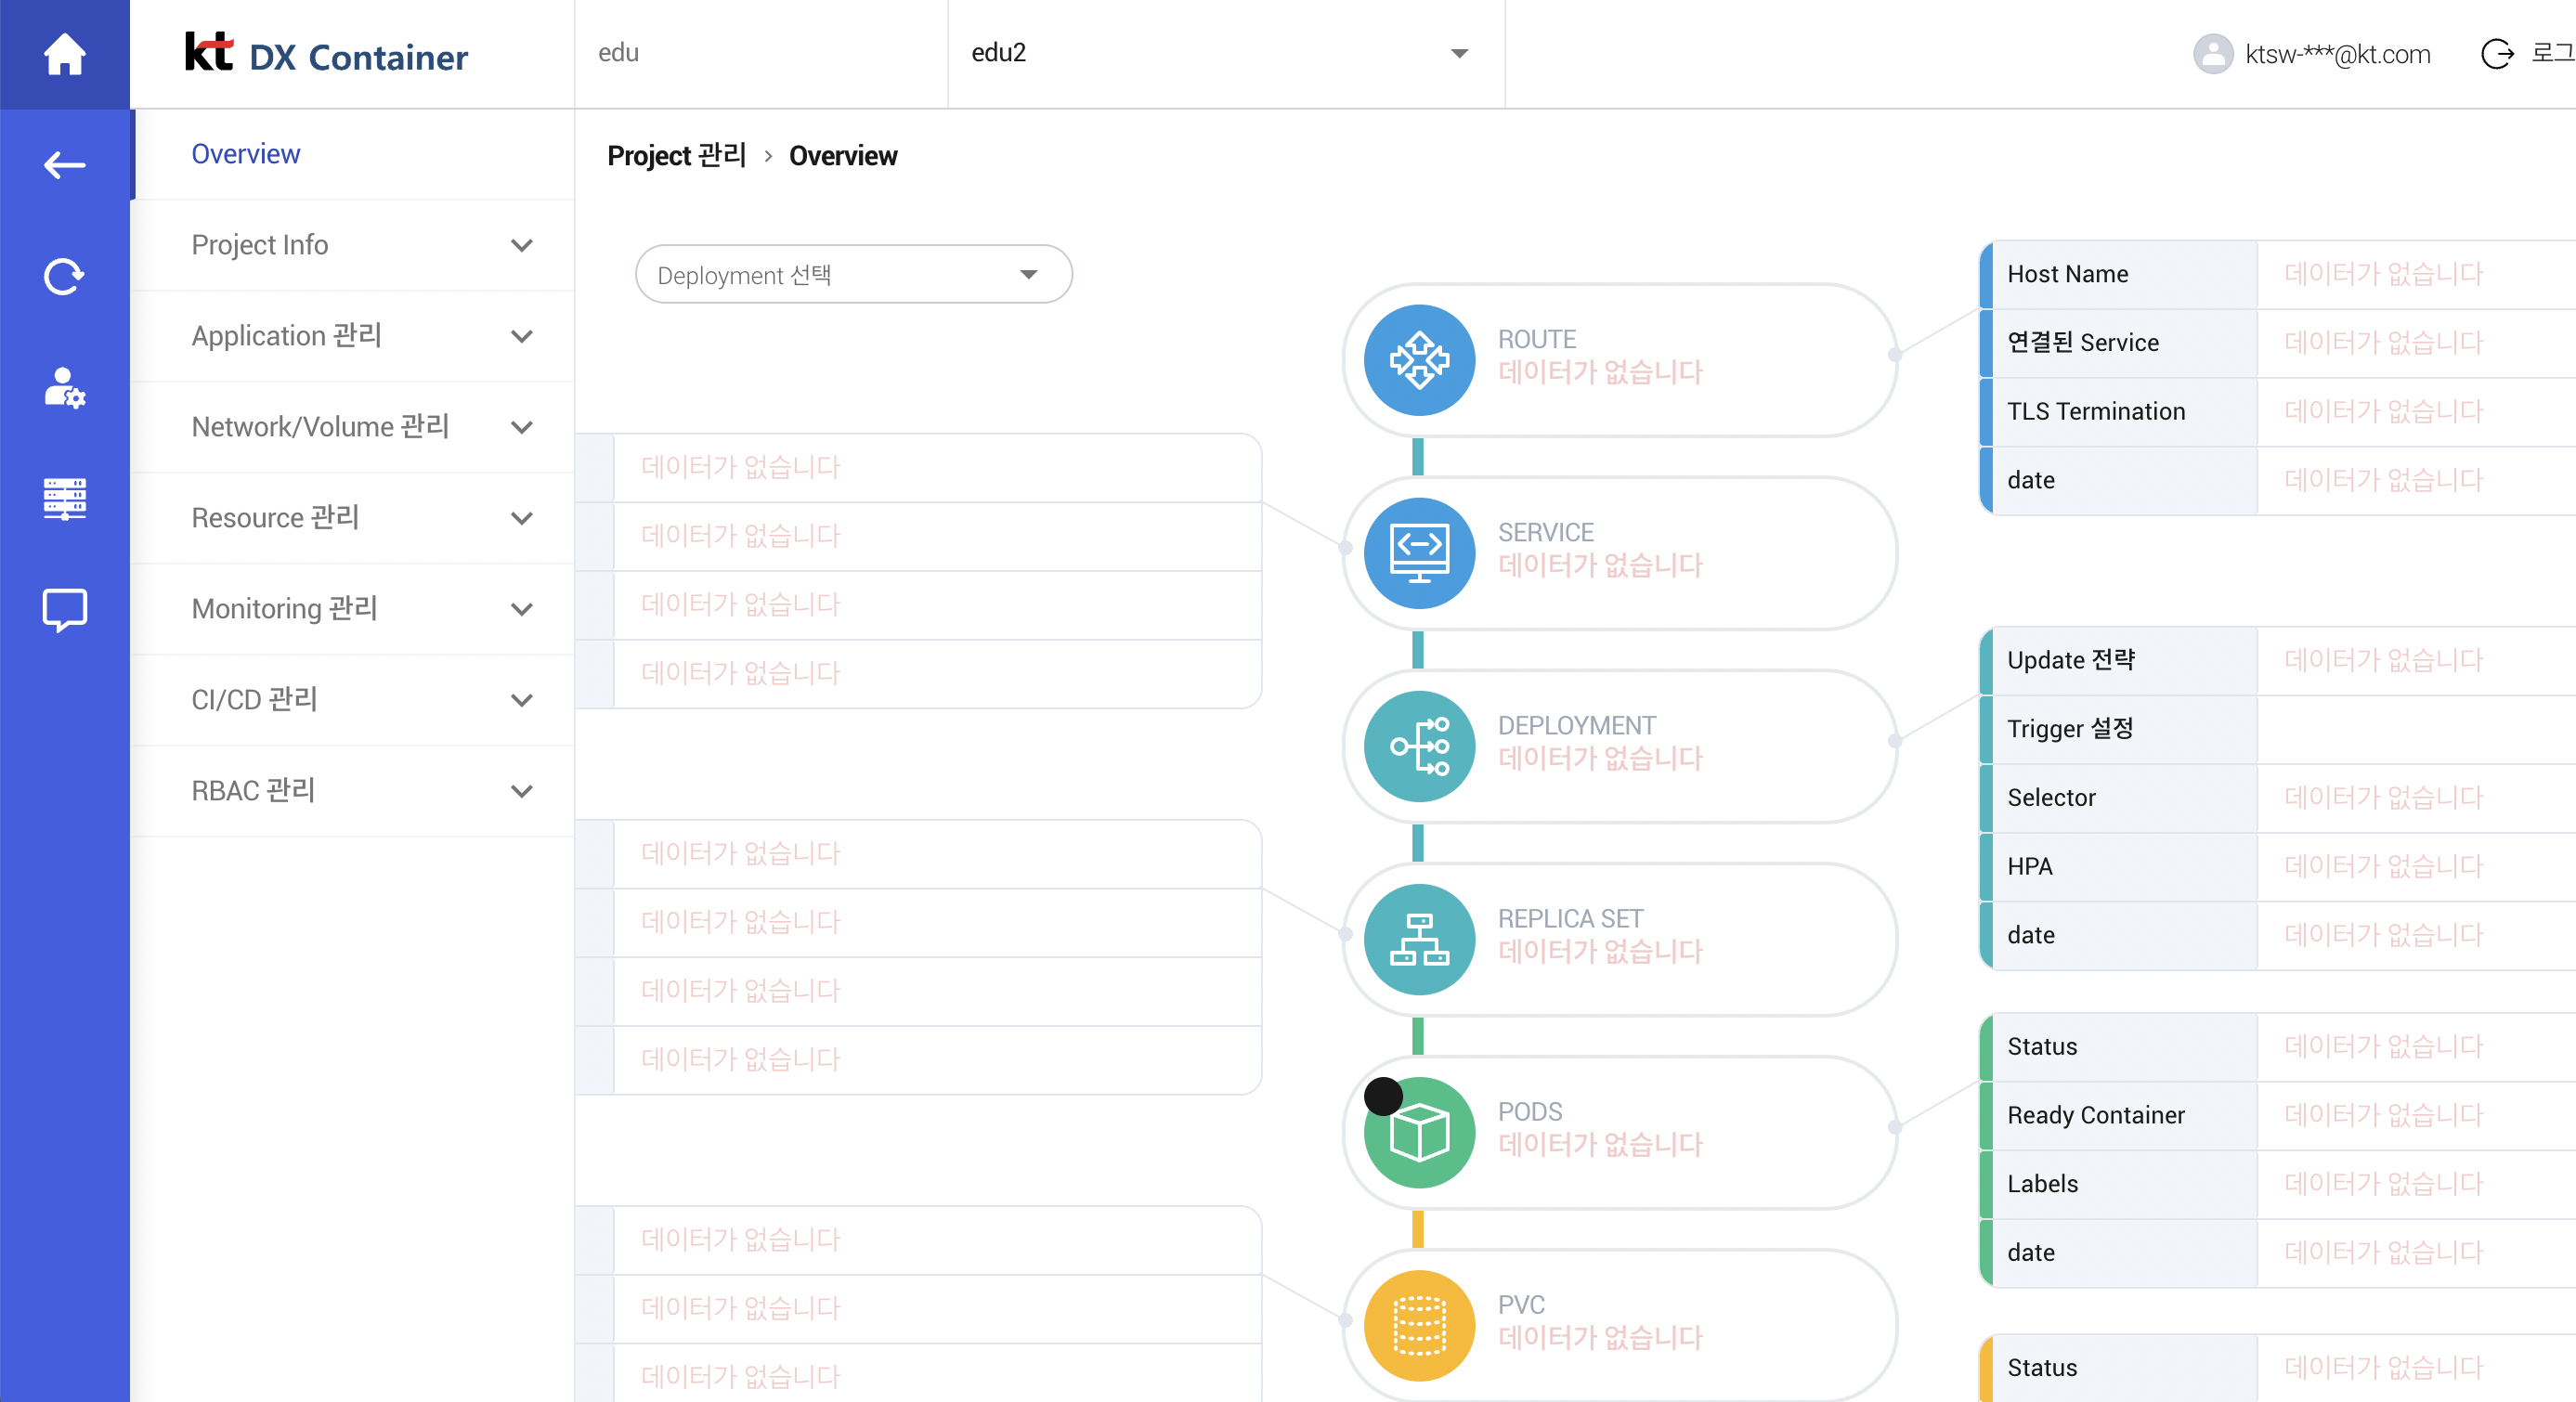 kt DX Container
edu
edu2
ktsw-***@kt.com
로그
Overview
Project Info
Application 관리
Network/Volume 관리
Resource 관리
Monitoring 관리
CI/CD 관리
RBAC 관리
Project 관리 › Overview
Deployment 선택
데이터가 없습니다
데이터가 없습니다
데이터가 없습니다
데이터가 없습니다
데이터가 없습니다
데이터가 없습니다
데이터가 없습니다
데이터가 없습니다
데이터가 없습니다
데이터가 없습니다
데이터가 없습니다
ROUTE
데이터가 없습니다
SERVICE
데이터가 없습니다
DEPLOYMENT
데이터가 없습니다
REPLICA SET
데이터가 없습니다
PODS
데이터가 없습니다
PVC
데이터가 없습니다
Host Name 데이터가 없습니다
연결된 Service 데이터가 없습니다
TLS Termination 데이터가 없습니다
date 데이터가 없습니다
Update 전략 데이터가 없습니다
Trigger 설정
Selector 데이터가 없습니다
HPA 데이터가 없습니다
date 데이터가 없습니다
Status 데이터가 없습니다
Ready Container 데이터가 없습니다
Labels 데이터가 없습니다
date 데이터가 없습니다
Status 데이터가 없습니다